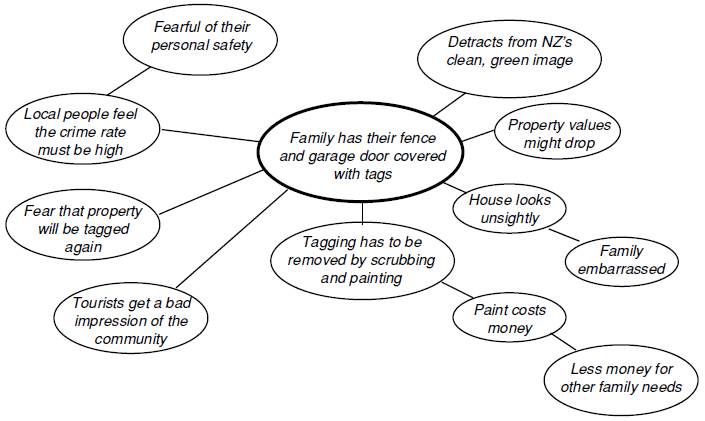 Fearful of their
personal safety
Detracts from NZ's
clean, green image
Local people feel
the crime rate
must be high
Family has their fence
and garage door covered
with tags
Property values
might drop
House looks
unsightly
Fear that property
will be tagged
again
Tagging has to be
removed by scrubbing
and painting
Family
embarrassed
Tourists get a bad
impression of the
community
Paint costs
money
Less money for
other family needs